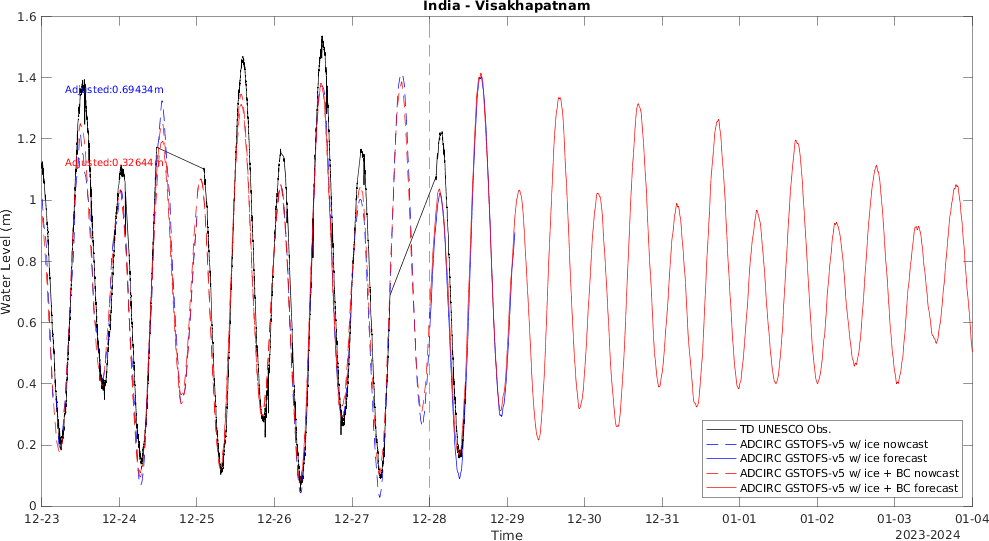 India - Visakhapatnam
1.6
1.4
1.2
1
0.8
0.6
0.4
0.2
0
Water Level (m)
Adjusted:0.69434m
Adjusted:0.32644m
TD UNESCO Obs.
ADCIRC GSTOFS-v5 w/ ice nowcast
ADCIRC GSTOFS-v5 w/ ice forecast
ADCIRC GSTOFS-v5 w/ ice + BC nowcast
ADCIRC GSTOFS-v5 w/ ice + BC forecast
12-23 12-24 12-25 12-26 12-27 12-28 12-29 12-30 12-31 01-01 01-02 01-03 01-04
Time
2023-2024